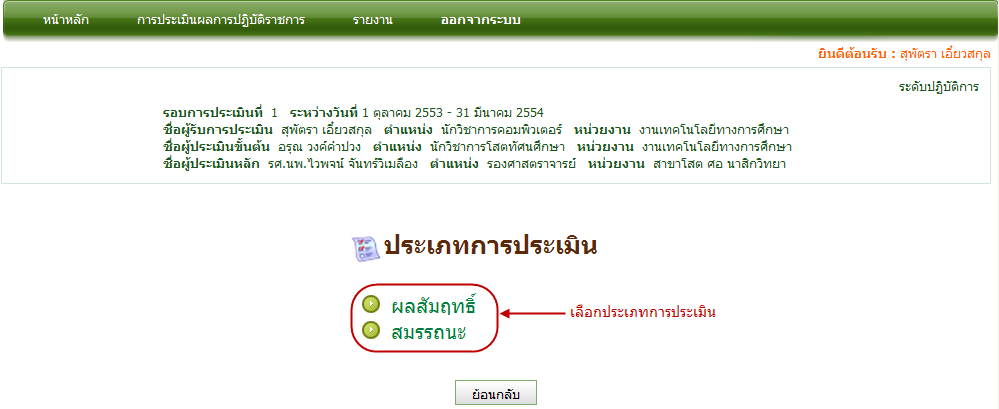 หน้าหลัก การประเมินผลการปฏิบัติราชการ รายงาน ออกจากระบบ
ยินดีต้อนรับ : สุพัตรา เอี่ยวสกุล
ระดับปฏิบัติการ
รอบการประเมินที่ 1 ระหว่างวันที่ 1 ตุลาคม 2553 - 31 มีนาคม 2554
ชื่อผู้รับการประเมิน สุพัตรา เอี่ยวสกุล ตำแหน่ง นักวิชาการคอมพิวเตอร์ หน่วยงาน งานเทคโนโลยีทางการศึกษา
ชื่อผู้ประเมินขั้นต้น อรุณ วงค์คำปวง ตำแหน่ง นักวิชาการโสตทัศนศึกษา หน่วยงาน งานเทคโนโลยีทางการศึกษา
ชื่อผู้ประเมินหลัก รศ.นพ.ไวพจน์ จันทร์วิเมลือง ตำแหน่ง รองศาสตราจารย์ หน่วยงาน สาขาโสต ศอ นาสิกวิทยา
ประเภทการประเมิน
ผลสัมฤทธิ์
เลือกประเภทการประเมิน
สมรรถนะ
ย้อนกลับ